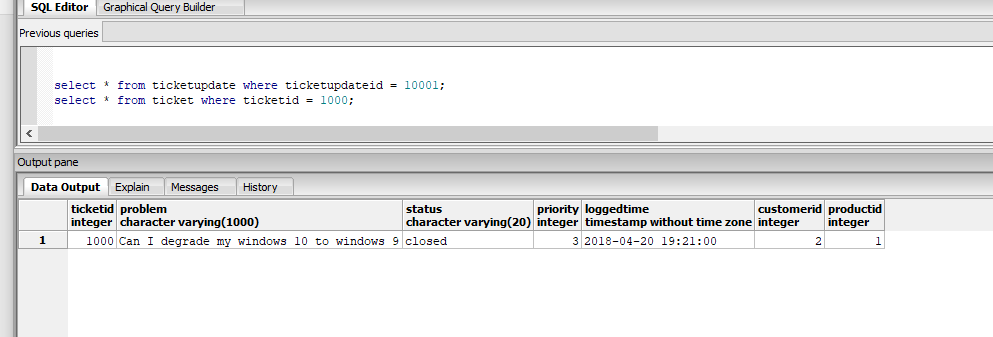 SQL Editor Graphical Query Builder
Previous queries
select * from ticketupdate where ticketupdateid = 10001;
select * from ticket where ticketid = 1000;
Output pane
Data Output Explain Messages History
ticketid problem status priority loggedtime customerid productid
integer character varying(1000) character varying(20) integer timestamp without time zone integer integer
1 1000 Can I degrade my windows 10 to windows 9 closed 3 2018-04-20 19:21:00 2 1